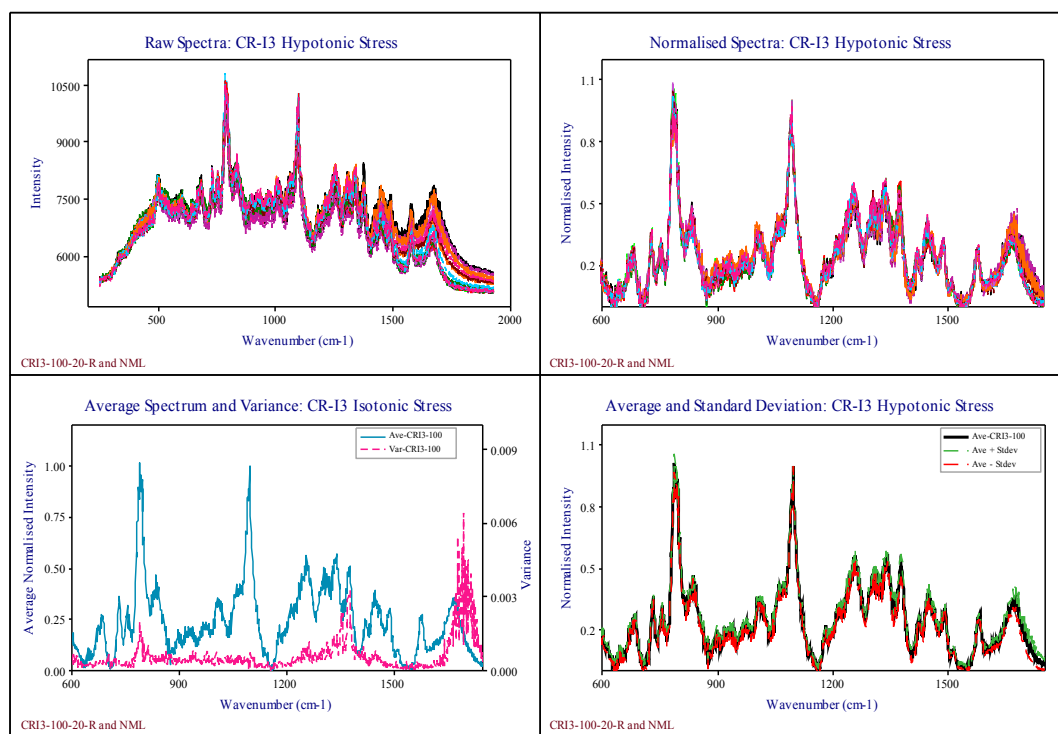 Raw Spectra: CR-I3 Hypotonic Stress
Intensity
10500
9000
7500
6000
500
1000
1500
2000
Wavenumber (cm-1)
CRI3-100-20-R and NML
Normalised Spectra: CR-I3 Hypotonic Stress
Normalised Intensity
1.1
0.8
0.5
0.2
600
900
1200
1500
Wavenumber (cm-1)
CRI3-100-20-R and NML
Average Spectrum and Variance: CR-I3 Isotonic Stress
Ave-CRI3-100
Var-CRI3-100
Average Normalised Intensity
1.00
0.75
0.50
0.25
0.00
0.009
0.006
0.003
0.000
Variance
600
900
1200
1500
Wavenumber (cm-1)
CRI3-100-20-R and NML
Average and Standard Deviation: CR-I3 Hypotonic Stress
Ave-CRI3-100
Ave + Stdev
Ave - Stdev
Normalised Intensity
1.1
0.8
0.5
0.2
600
900
1200
1500
Wavenumber (cm-1)
CRI3-100-20-R and NML